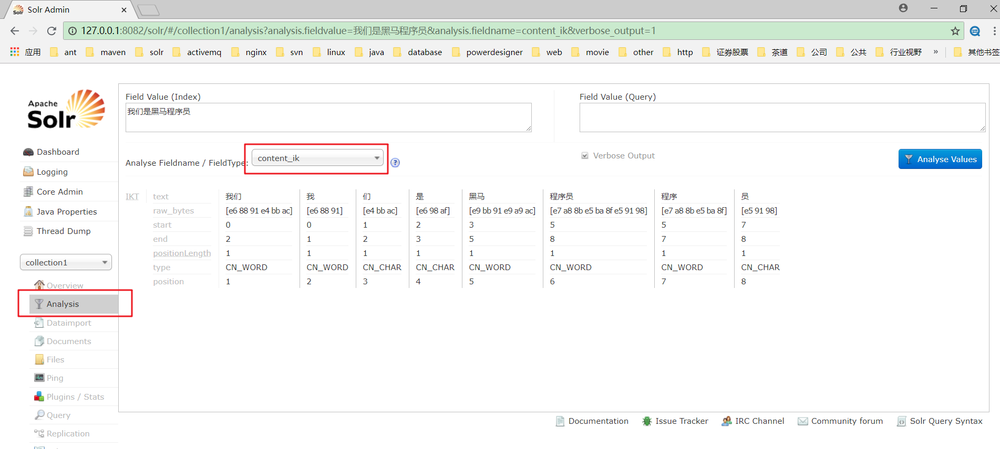 Solr Admin
127.0.0.1:8082/solr/#/collection1/analysis?analysis.fieldvalue=我们是黑马程序员&analysis.fieldname=content_ik&verbose_output=1
应用 ant maven solr activemq nginx svn linux java database powerdesigner web movie other http 证券股票 茶道 公司 公共 行业视野 » 其他书签
Apache
Solr
Dashboard
Logging
Core Admin
Java Properties
Thread Dump
collection1
Overview
Analysis
Dataimport
Documents
Files
Ping
Plugins / Stats
Query
Replication
Field Value (Index)
我们是黑马程序员
Field Value (Query)
Analyse Fieldname / FieldType: content_ik ?
Verbose Output
Analyse Values
IKT text 我们 我 们 是 黑马 程序员 程序 员
raw_bytes [e6 88 91 e4 bb ac] [e6 88 91] [e4 bb ac] [e6 98 af] [e9 bb 91 e9 a9 ac] [e7 a8 8b e5 ba 8f e5 91 98] [e7 a8 8b e5 ba 8f] [e5 91 98]
start 0 0 1 2 3 5 5 7
end 2 1 2 3 5 8 7 8
positionLength 1 1 1 1 1 1 1 1
type CN_WORD CN_WORD CN_CHAR CN_CHAR CN_WORD CN_WORD CN_WORD CN_CHAR
position 1 2 3 4 5 6 7 8
Documentation Issue Tracker IRC Channel Community forum Solr Query Syntax